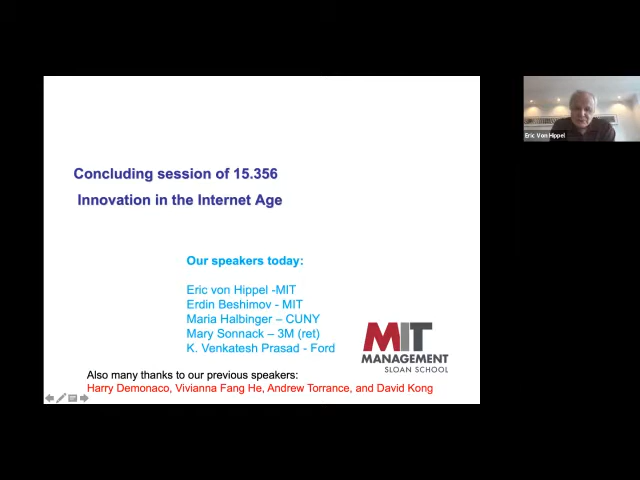 Concluding session of 15.356
Innovation in the Internet Age
Our speakers today:
Eric von Hippel -MIT
Erdin Beshimov - MIT
Maria Halbinger – CUNY
Mary Sonnack – 3M (ret)
K. Venkatesh Prasad - Ford
MIT
MANAGEMENT
SLOAN SCHOOL
Also many thanks to our previous speakers:
Harry Demonaco, Vivianna Fang He, Andrew Torrance, and David Kong
Eric Von Hippel